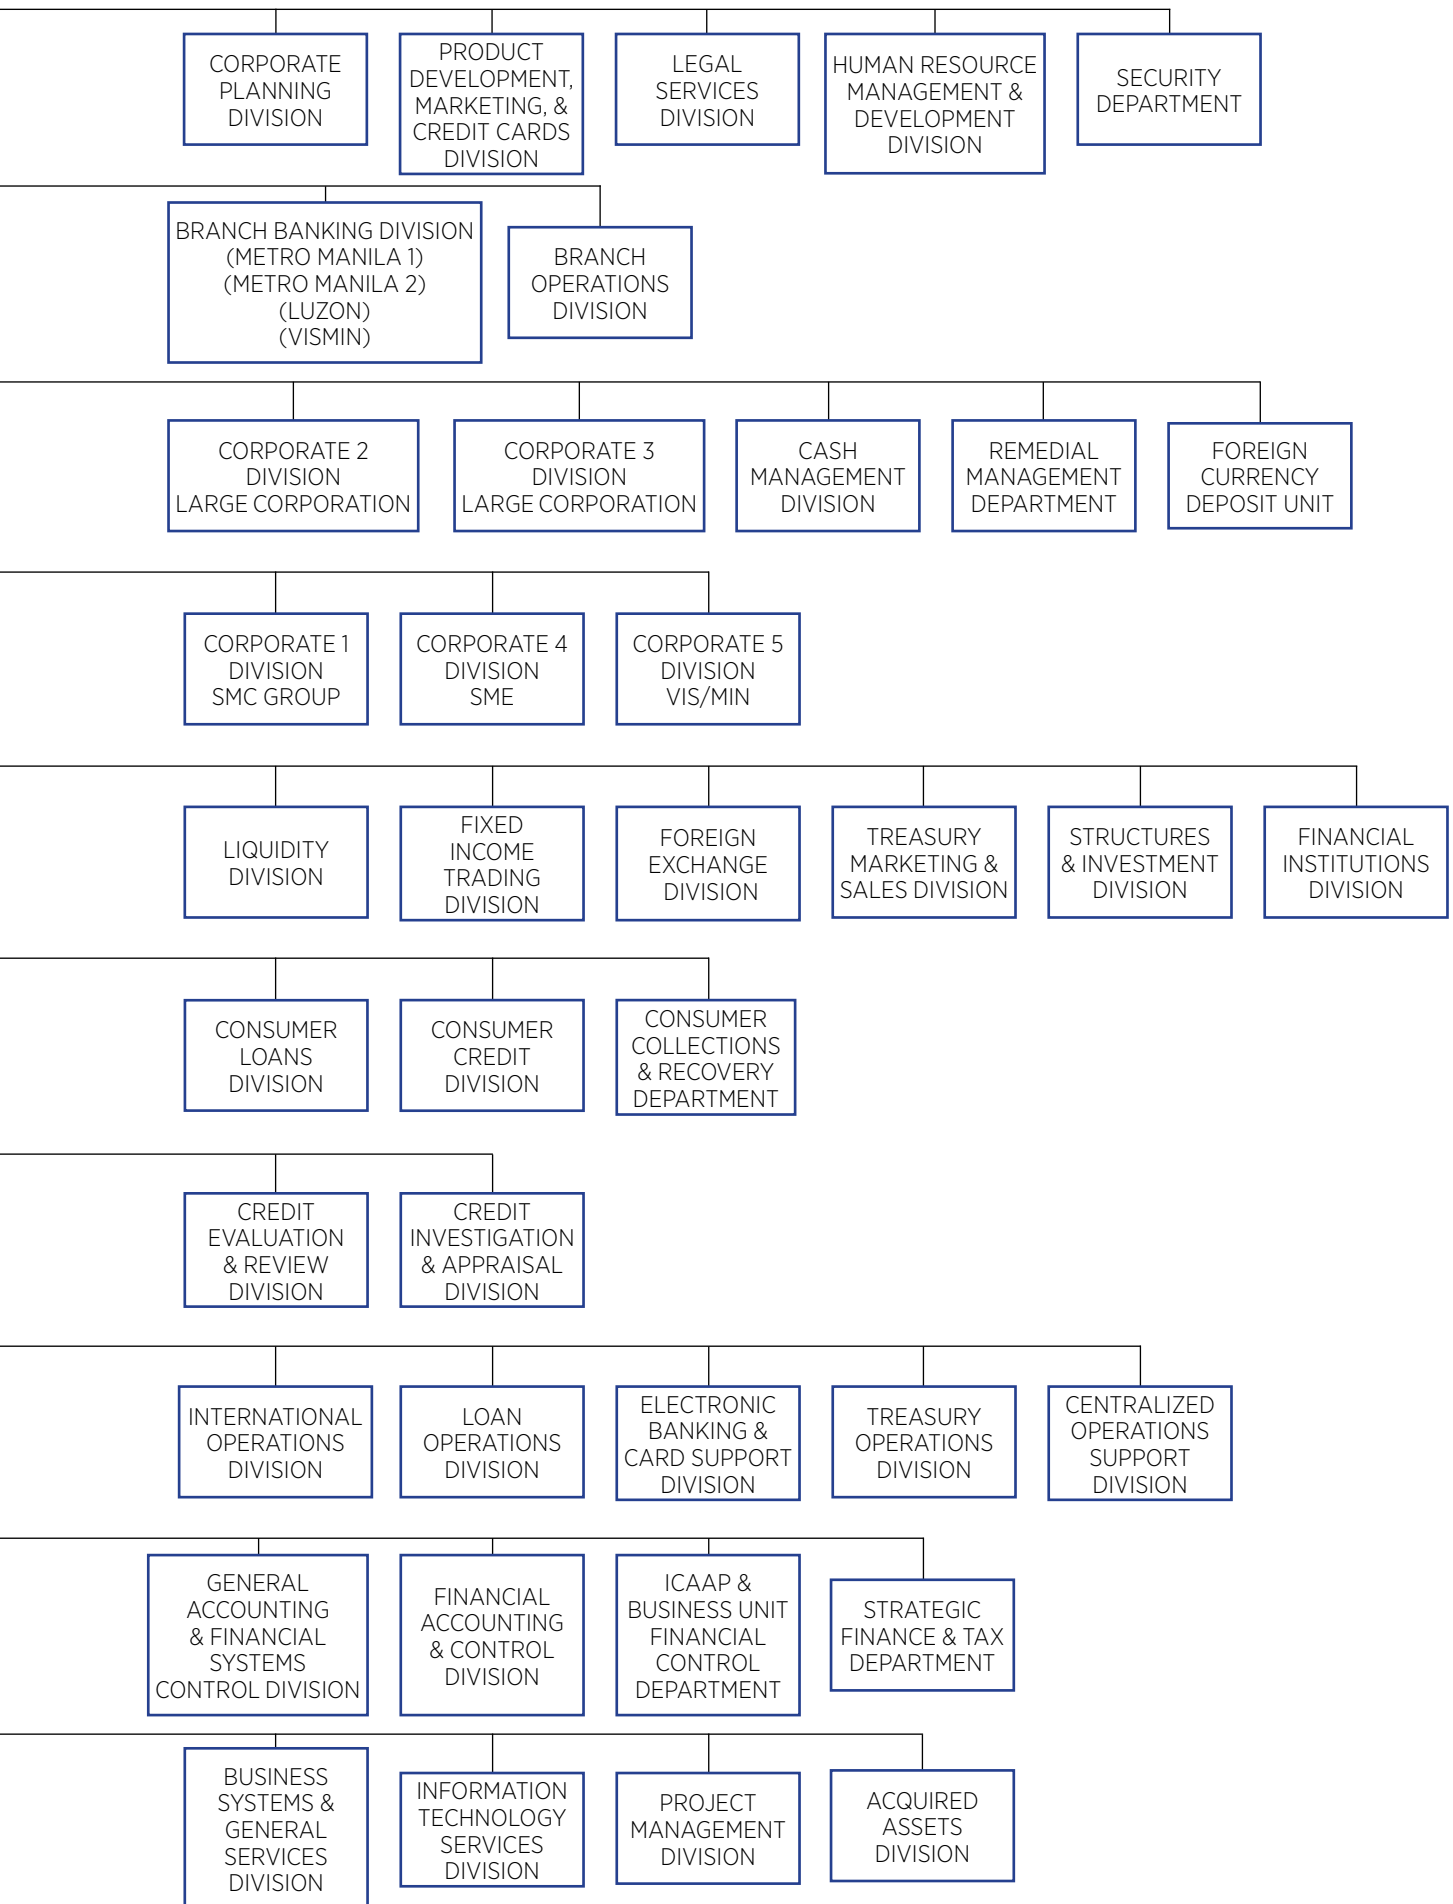 CORPORATE
PLANNING
DIVISION
PRODUCT
DEVELOPMENT,
MARKETING, &
CREDIT CARDS
DIVISION
LEGAL
SERVICES
DIVISION
HUMAN RESOURCE
MANAGEMENT &
DEVELOPMENT
DIVISION
SECURITY
DEPARTMENT
BRANCH BANKING DIVISION
(METRO MANILA 1)
(METRO MANILA 2)
(LUZON)
(VISMIN)
BRANCH
OPERATIONS
DIVISION
CORPORATE 2
DIVISION
LARGE CORPORATION
CORPORATE 3
DIVISION
LARGE CORPORATION
CASH
MANAGEMENT
DIVISION
REMEDIAL
MANAGEMENT
DEPARTMENT
FOREIGN
CURRENCY
DEPOSIT UNIT
CORPORATE 1
DIVISION
SMC GROUP
CORPORATE 4
DIVISION
SME
CORPORATE 5
DIVISION
VIS/MIN
LIQUIDITY
DIVISION
FIXED
INCOME
TRADING
DIVISION
FOREIGN
EXCHANGE
DIVISION
TREASURY
MARKETING &
SALES DIVISION
STRUCTURES
& INVESTMENT
DIVISION
FINANCIAL
INSTITUTIONS
DIVISION
CONSUMER
LOANS
DIVISION
CONSUMER
CREDIT
DIVISION
CONSUMER
COLLECTIONS
& RECOVERY
DEPARTMENT
CREDIT
EVALUATION
& REVIEW
DIVISION
CREDIT
INVESTIGATION
& APPRAISAL
DIVISION
INTERNATIONAL
OPERATIONS
DIVISION
LOAN
OPERATIONS
DIVISION
ELECTRONIC
BANKING &
CARD SUPPORT
DIVISION
TREASURY
OPERATIONS
DIVISION
CENTRALIZED
OPERATIONS
SUPPORT
DIVISION
GENERAL
ACCOUNTING
& FINANCIAL
SYSTEMS
CONTROL DIVISION
FINANCIAL
ACCOUNTING
& CONTROL
DIVISION
ICAAP &
BUSINESS UNIT
FINANCIAL
CONTROL
DEPARTMENT
STRATEGIC
FINANCE & TAX
DEPARTMENT
BUSINESS
SYSTEMS &
GENERAL
SERVICES
DIVISION
INFORMATION
TECHNOLOGY
SERVICES
DIVISION
PROJECT
MANAGEMENT
DIVISION
ACQUIRED
ASSETS
DIVISION